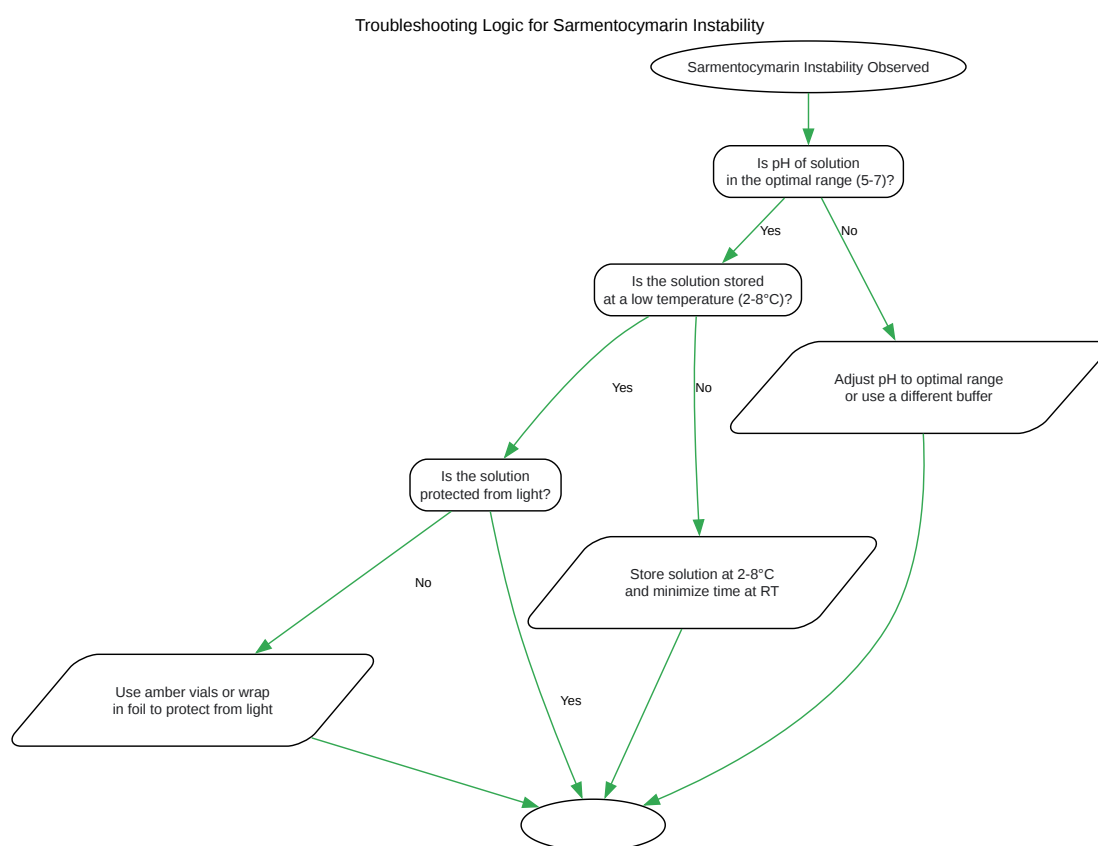 Troubleshooting Logic for Sarmentocymarin Instability
Sarmentocymarin Instability Observed
Is pH of solution
in the optimal range (5-7)?
Yes
No
Is the solution stored
at a low temperature (2-8°C)?
Yes
No
Adjust pH to optimal range
or use a different buffer
Is the solution
protected from light?
No
Yes
Store solution at 2-8°C
and minimize time at RT
Use amber vials or wrap
in foil to protect from light